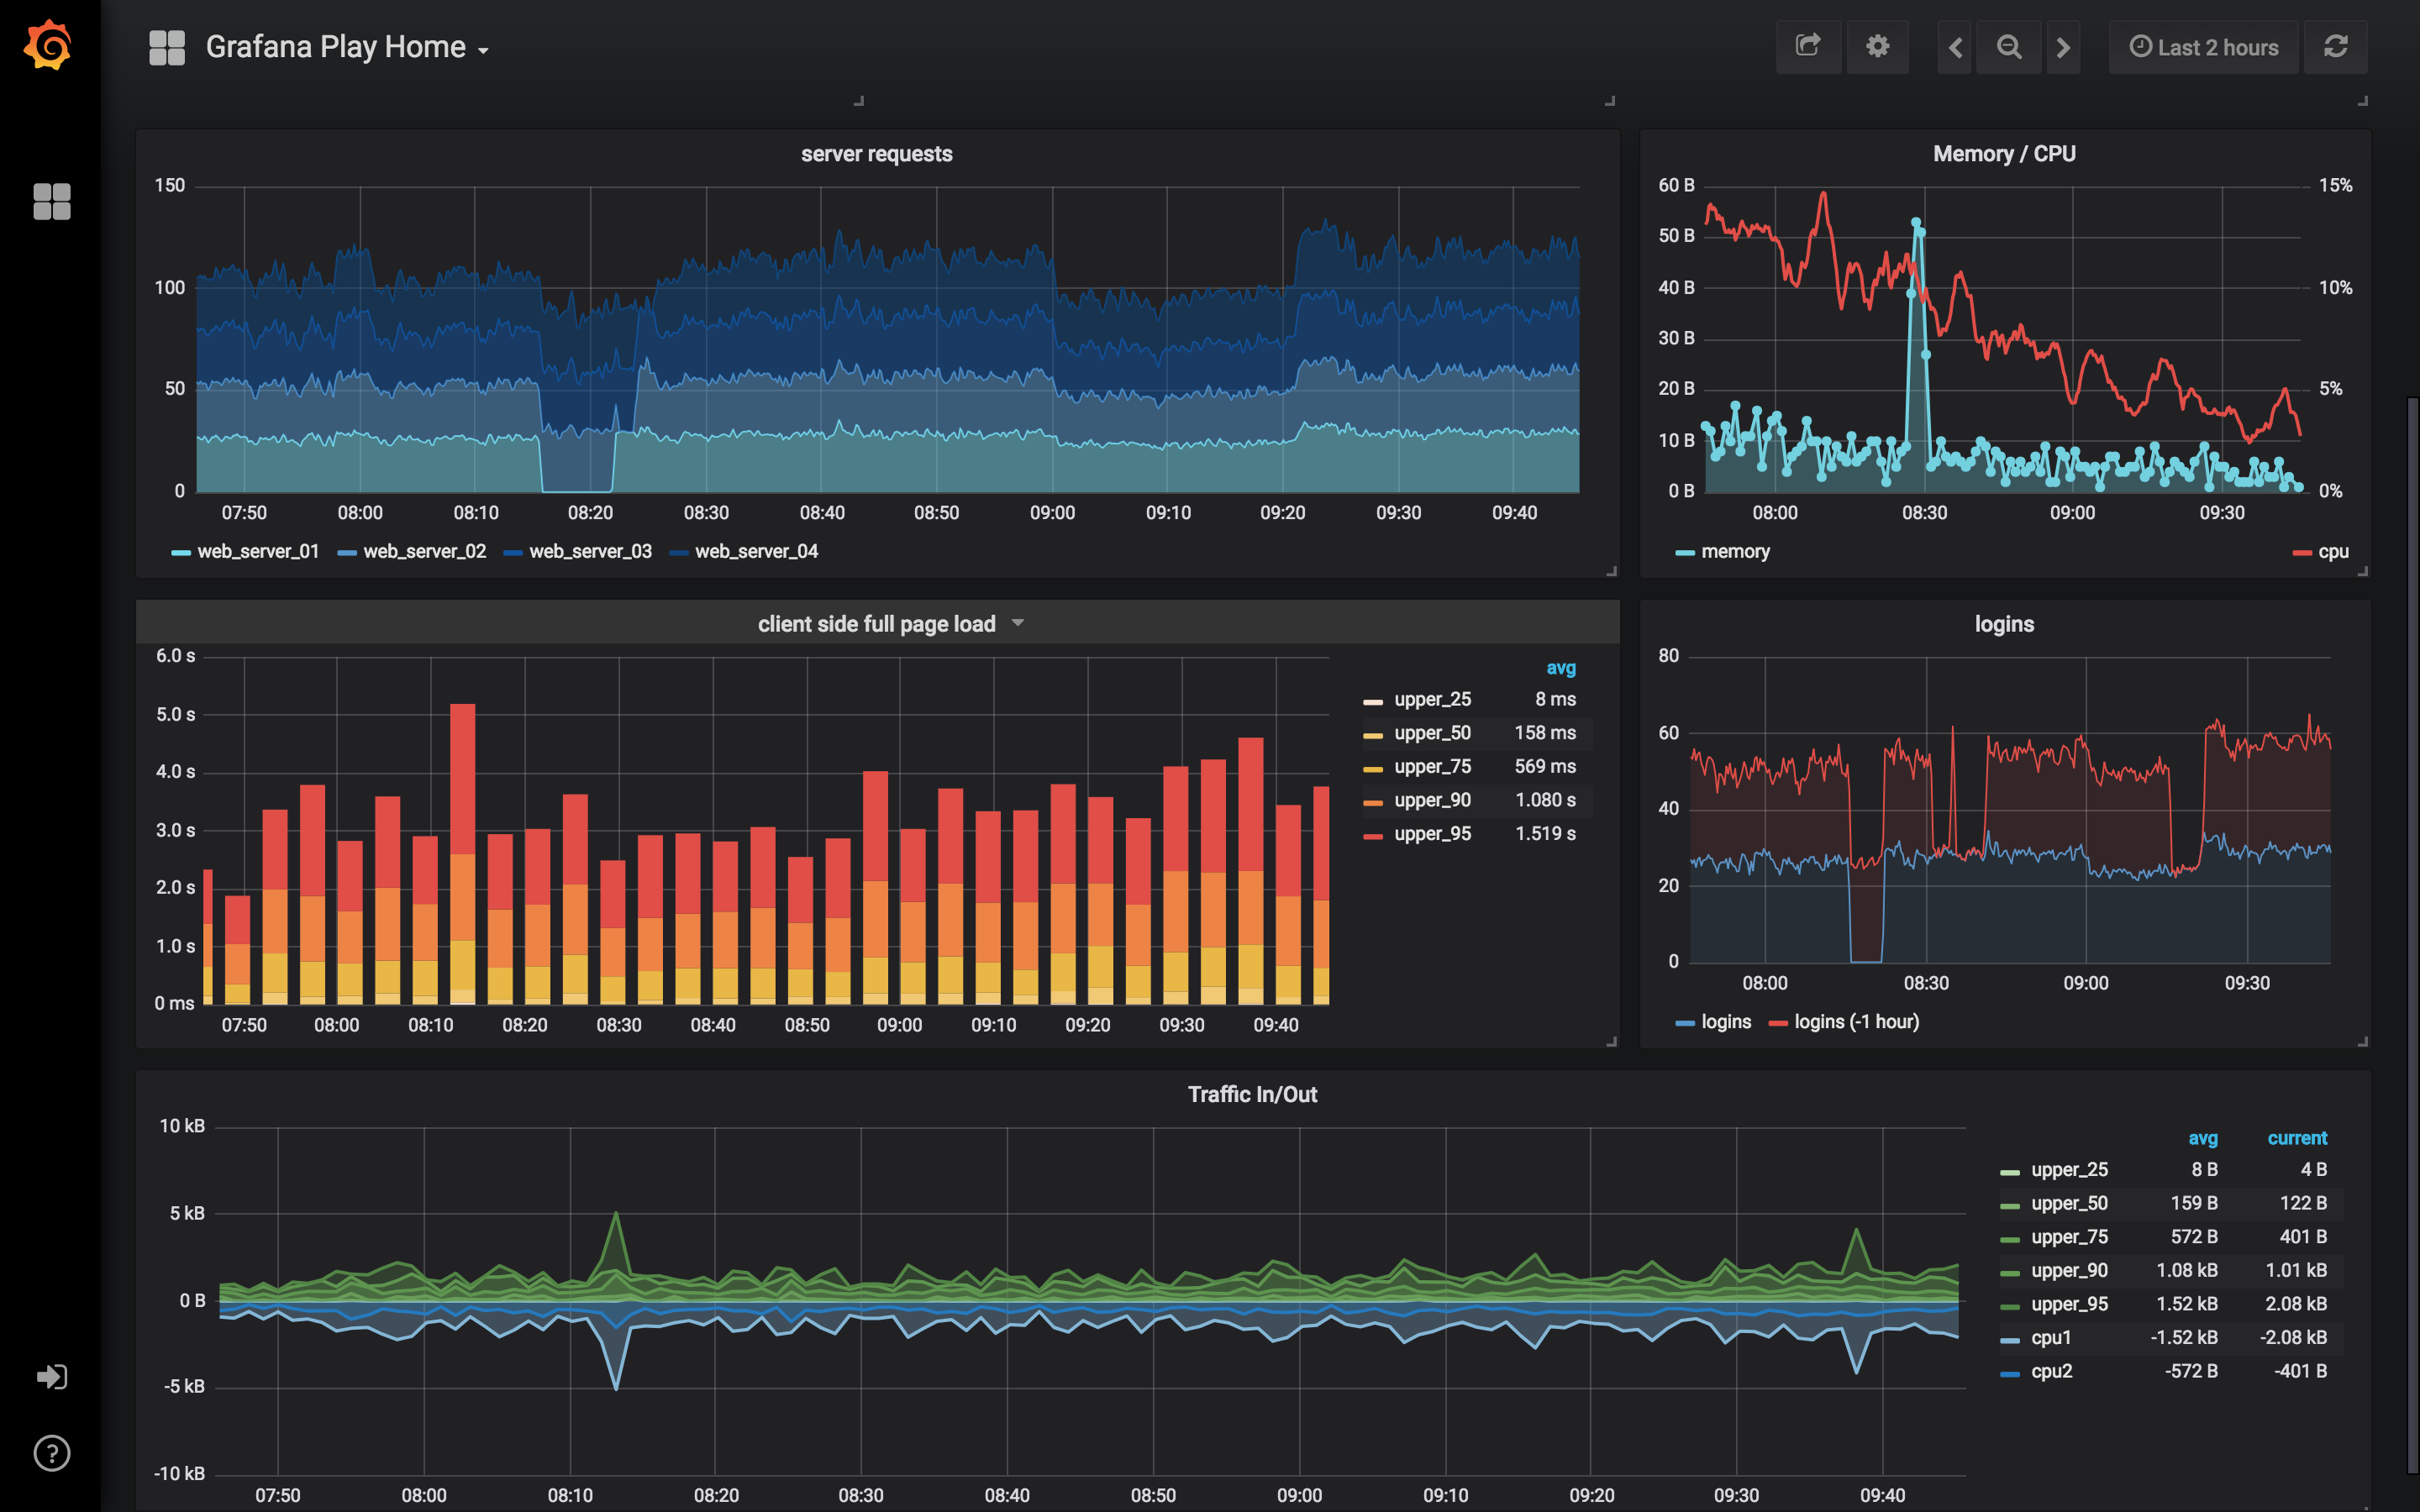 Grafana Play Home
Last 2 hours
server requests
150
100
50
0
07:50 08:00 08:10 08:20 08:30 08:40 08:50 09:00 09:10 09:20 09:30 09:40
web_server_01 web_server_02 web_server_03 web_server_04
Memory / CPU
60 B 15%
50 B
40 B 10%
30 B
20 B 5%
10 B
0 B 0%
08:00 08:30 09:00 09:30
memory cpu
client side full page load
6.0 s
5.0 s
4.0 s
3.0 s
2.0 s
1.0 s
0 ms
07:50 08:00 08:10 08:20 08:30 08:40 08:50 09:00 09:10 09:20 09:30 09:40
avg
upper_25 8 ms
upper_50 158 ms
upper_75 569 ms
upper_90 1.080 s
upper_95 1.519 s
logins
80
60
40
20
0
08:00 08:30 09:00 09:30
logins logins (-1 hour)
Traffic In/Out
10 kB
5 kB
0 B
-5 kB
-10 kB
07:50 08:00 08:10 08:20 08:30 08:40 08:50 09:00 09:10 09:20 09:30 09:40
avg current
upper_25 8 B 4 B
upper_50 159 B 122 B
upper_75 572 B 401 B
upper_90 1.08 kB 1.01 kB
upper_95 1.52 kB 2.08 kB
cpu1 -1.52 kB -2.08 kB
cpu2 -572 B -401 B
?